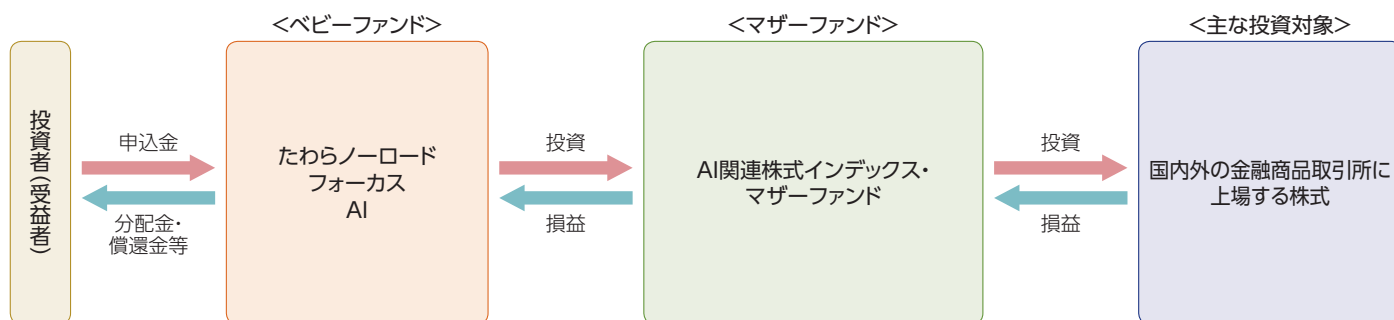 <ベビーファンド>
<マザーファンド>
<主な投資対象>
投資者(受益者)
申込金
分配金・
償還金等
たわらノーロード
フォーカス
AI
投資
損益
AI関連株式インデックス・
マザーファンド
投資
損益
国内外の金融商品取引所に
上場する株式